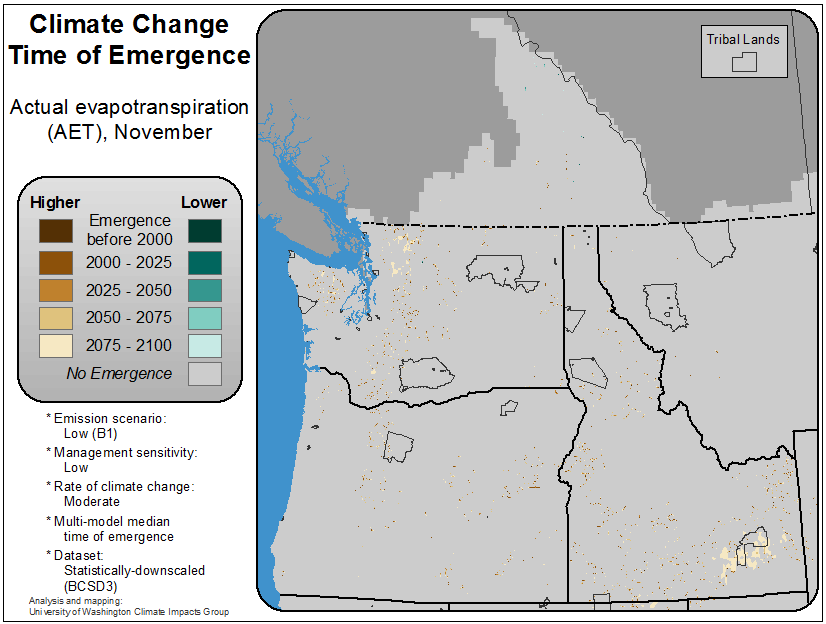 Climate Change
Time of Emergence
Actual evapotranspiration
(AET), November
Higher
Lower
Emergence
before 2000
2000 - 2025
2025 - 2050
2050 - 2075
2075 - 2100
No Emergence
* Emission scenario:
Low (B1)
* Management sensitivity:
Low
* Rate of climate change:
Moderate
* Multi-model median
time of emergence
* Dataset:
Statistically-downscaled
(BCSD3)
Analysis and mapping:
University of Washington Climate Impacts Group
Tribal Lands